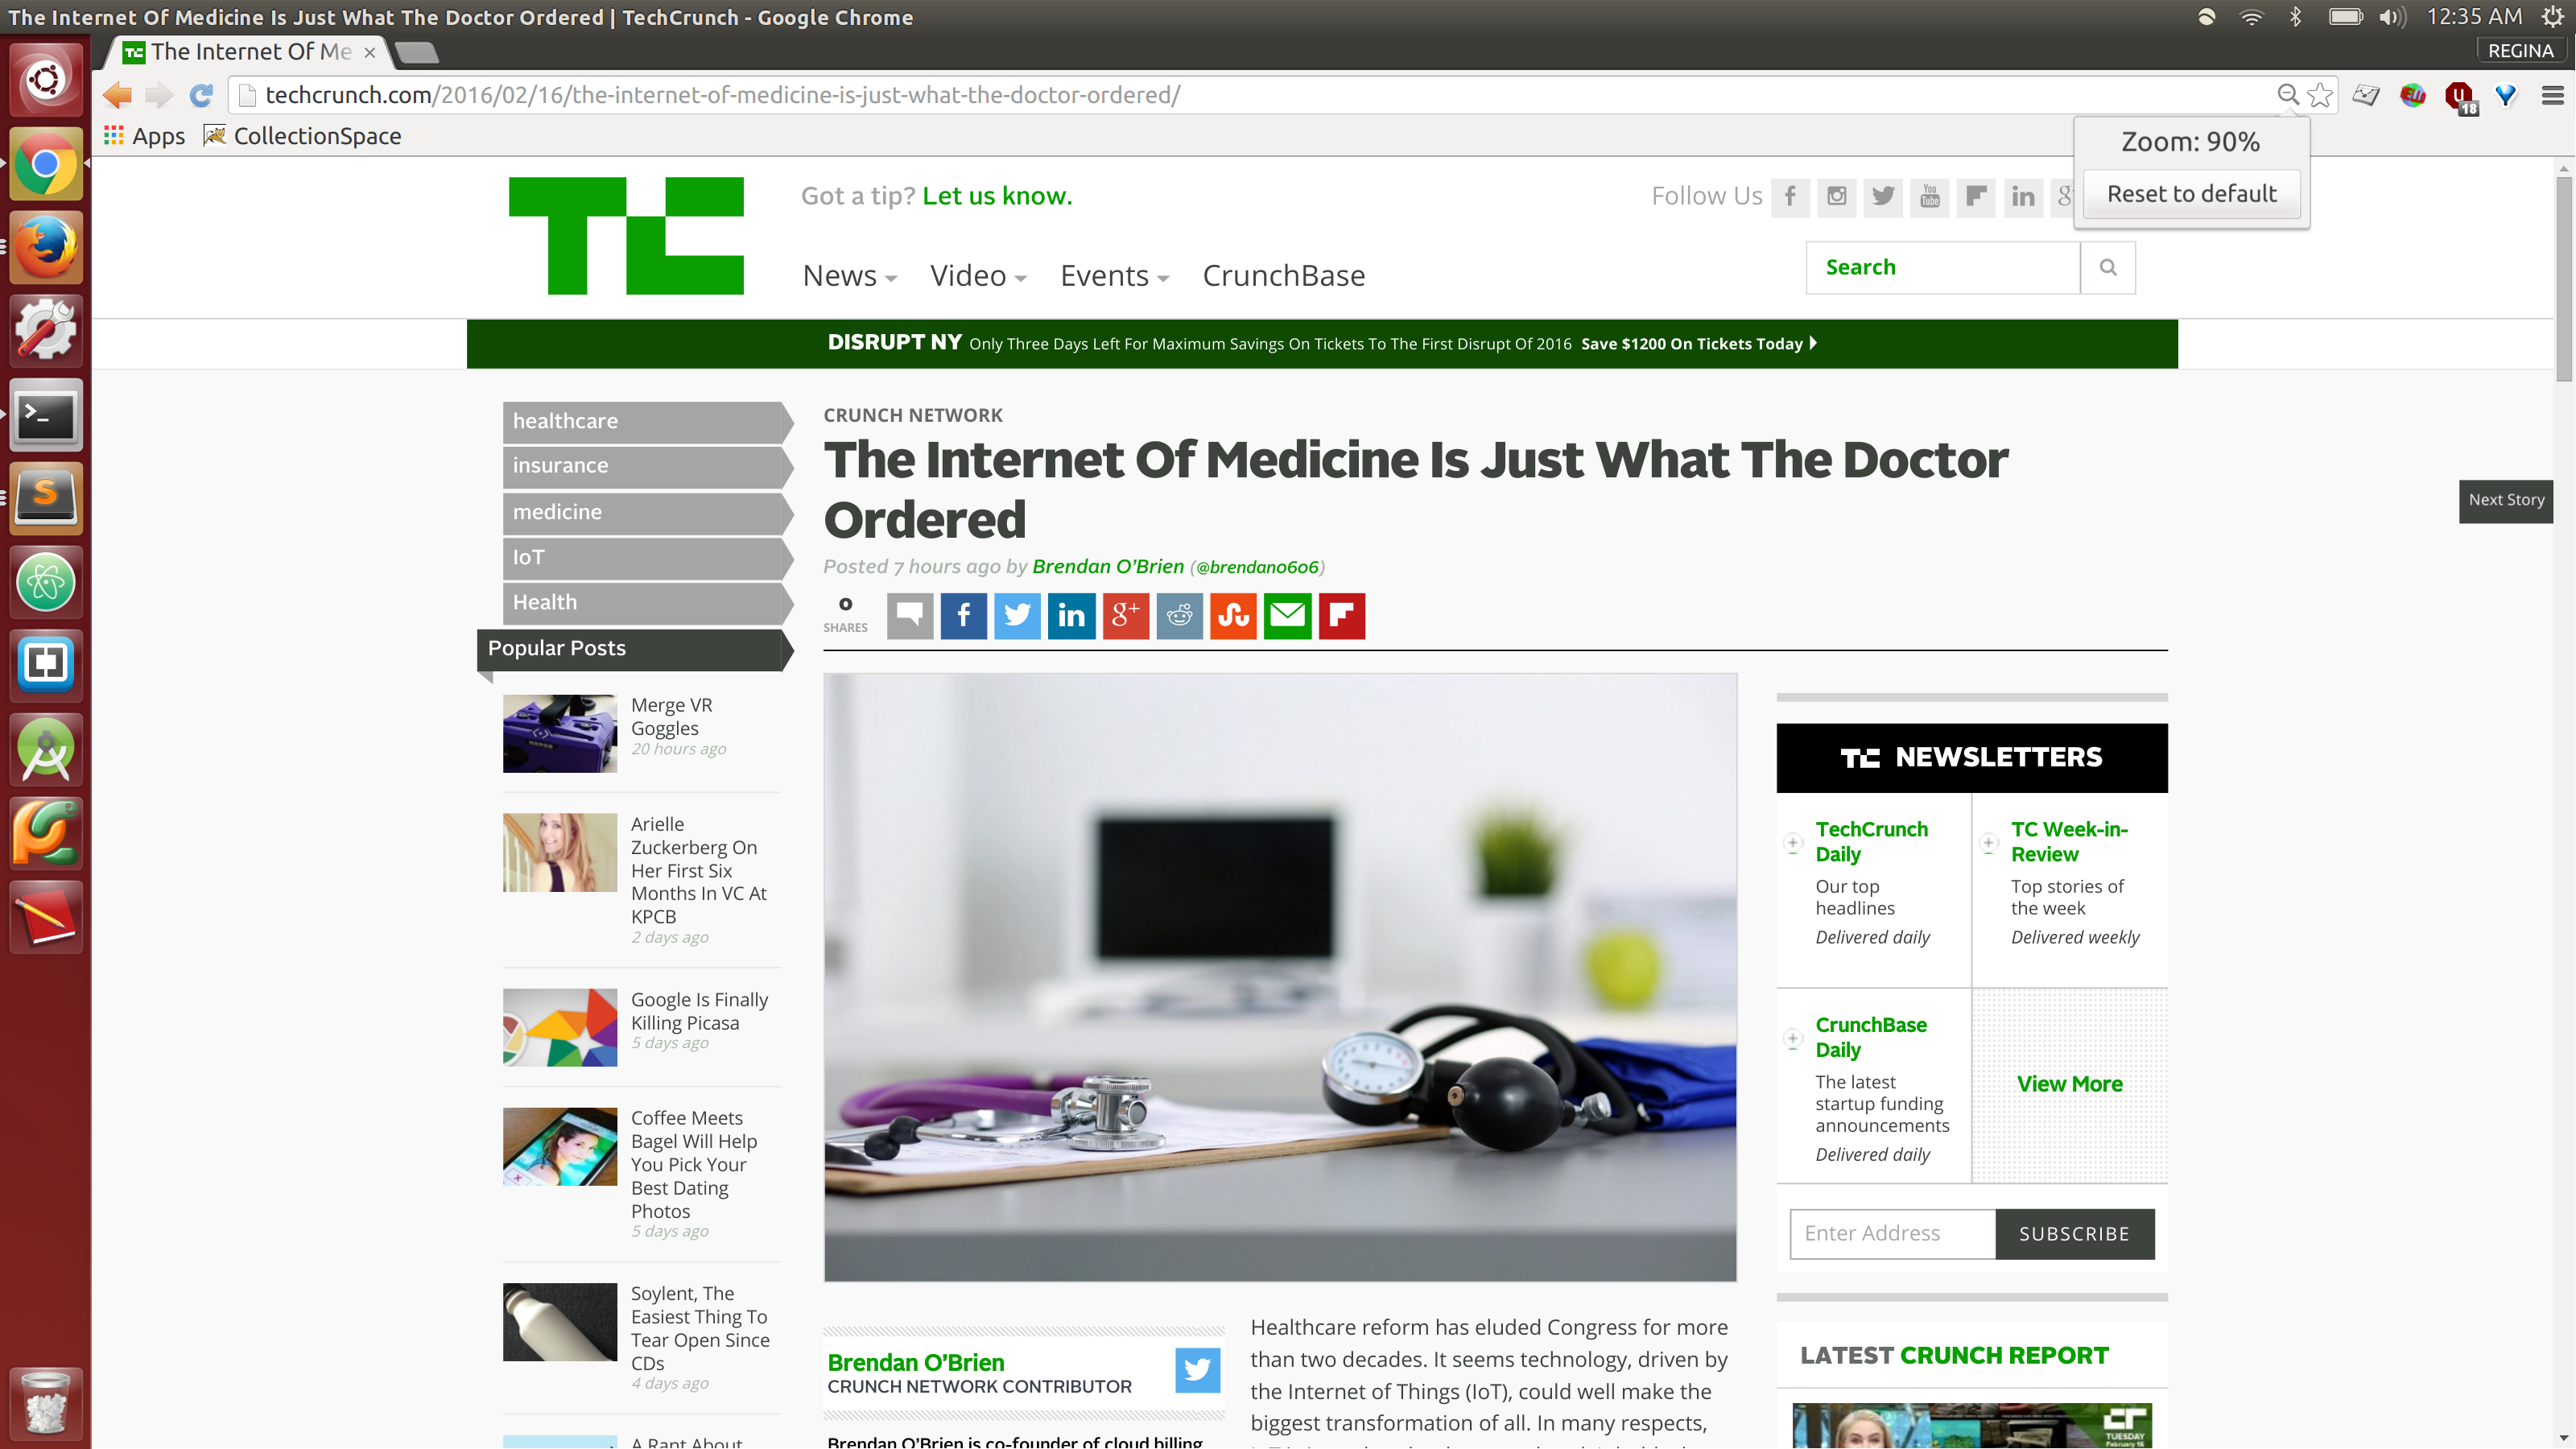 The Internet Of Medicine Is Just What The Doctor Ordered | TechCrunch - Google Chrome
12:35 AM
The Internet Of Me
REGINA
techcrunch.com/2016/02/16/the-internet-of-medicine-is-just-what-the-doctor-ordered/
18
Apps
CollectionSpace
Zoom: 90%
Reset to default
Got a tip? Let us know.
Follow Us
News
Video
Events
CrunchBase
Search
DISRUPT NY Only Three Days Left For Maximum Savings On Tickets To The First Disrupt Of 2016 Save $1200 On Tickets Today
healthcare
insurance
medicine
IoT
Health
Popular Posts
Merge VR
Goggles
20 hours ago
Arielle
Zuckerberg On
Her First Six
Months In VC At
KPCB
2 days ago
Google Is Finally
Killing Picasa
5 days ago
Coffee Meets
Bagel Will Help
You Pick Your
Best Dating
Photos
5 days ago
Soylent, The
Easiest Thing To
Tear Open Since
CDs
4 days ago
A Rant About
CRUNCH NETWORK
The Internet Of Medicine Is Just What The Doctor
Ordered
Posted 7 hours ago by Brendan O'Brien (@brendano606)
0
SHARES
Next Story
Brendan O'Brien
CRUNCH NETWORK CONTRIBUTOR
Brendan O'Brien is co-founder of cloud billing
Healthcare reform has eluded Congress for more
than two decades. It seems technology, driven by
the Internet of Things (IoT), could well make the
biggest transformation of all. In many respects,
TC NEWSLETTERS
TechCrunch
Daily
Our top
headlines
Delivered daily
TC Week-in-
Review
Top stories of
the week
Delivered weekly
CrunchBase
Daily
The latest
startup funding
announcements
Delivered daily
View More
Enter Address
SUBSCRIBE
LATEST CRUNCH REPORT
TUESDAY
February 16